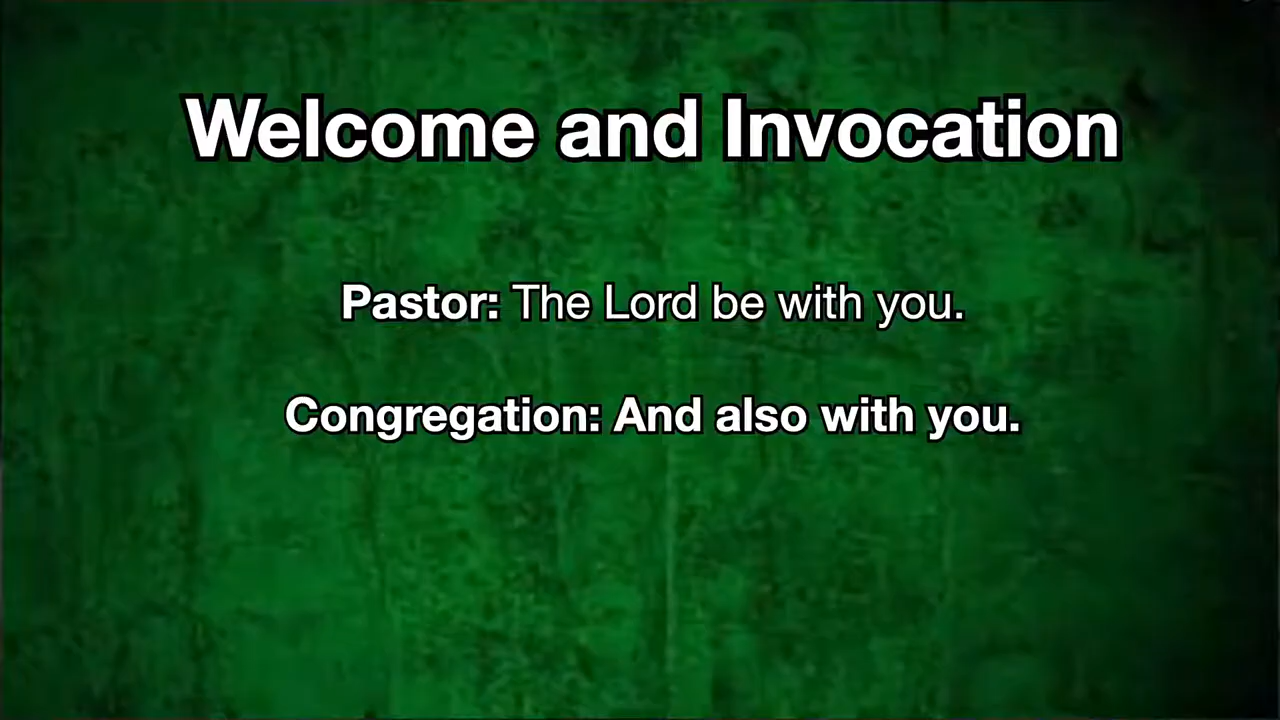 Welcome and Invocation
Pastor: The Lord be with you.
Congregation: And also with you.